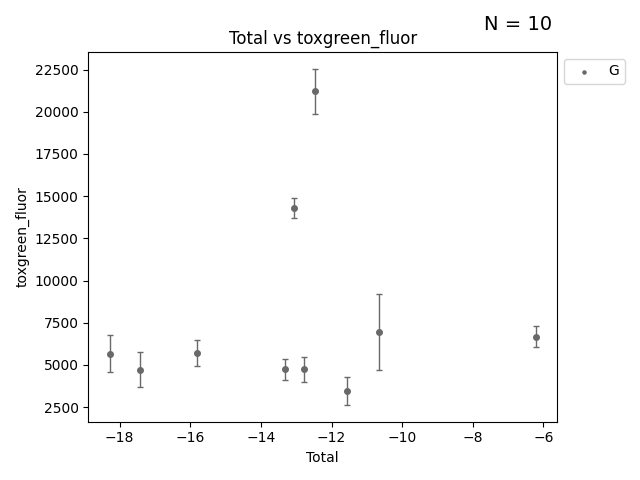 N = 10
Total vs toxgreen_fluor
G
22500
20000
17500
15000
12500
10000
7500
5000
2500
toxgreen_fluor
−18 −16 −14 −12 −10 −8 −6
Total